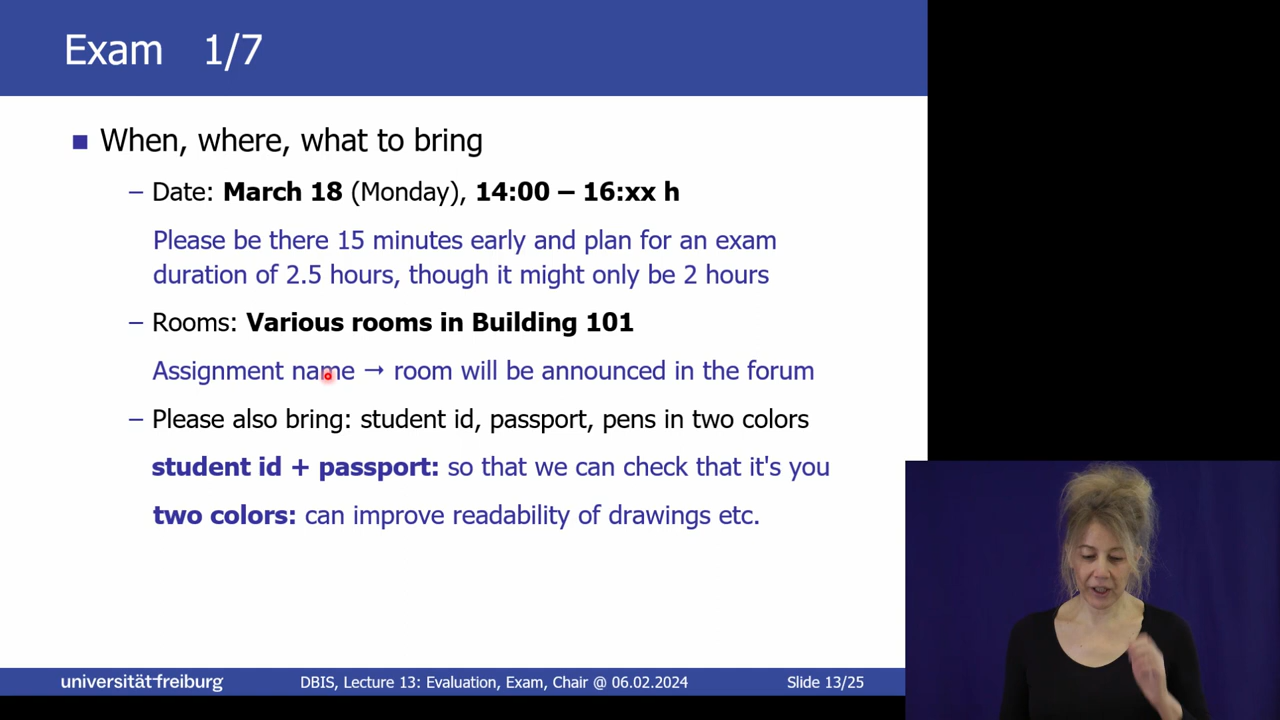 Exam 1/7
When, where, what to bring
– Date: March 18 (Monday), 14:00 – 16:xx h
Please be there 15 minutes early and plan for an exam
duration of 2.5 hours, though it might only be 2 hours
– Rooms: Various rooms in Building 101
Assignment name → room will be announced in the forum
– Please also bring: student id, passport, pens in two colors
student id + passport: so that we can check that it's you
two colors: can improve readability of drawings etc.
universität freiburg
DBIS, Lecture 13: Evaluation, Exam, Chair @ 06.02.2024
Slide 13/25